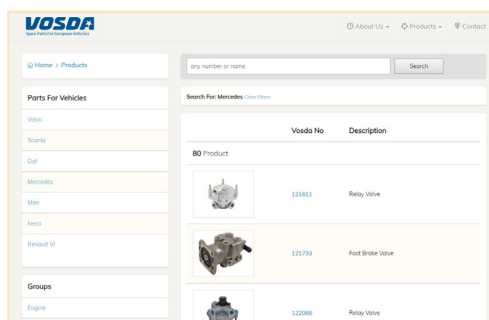 VOSDA
Spare Parts For European Vehicles
About Us
Products
Contact
Home > Products
any number or name
Search
Parts For Vehicles
Volvo
Scania
Daf
Mercedes
Man
Iveco
Renault VI
Groups
Engine
Search For: Mercedes Clear Filters
Vosda No Description
80 Product
121611 Relay Valve
121733 Foot Brake Valve
122066 Relay Valve